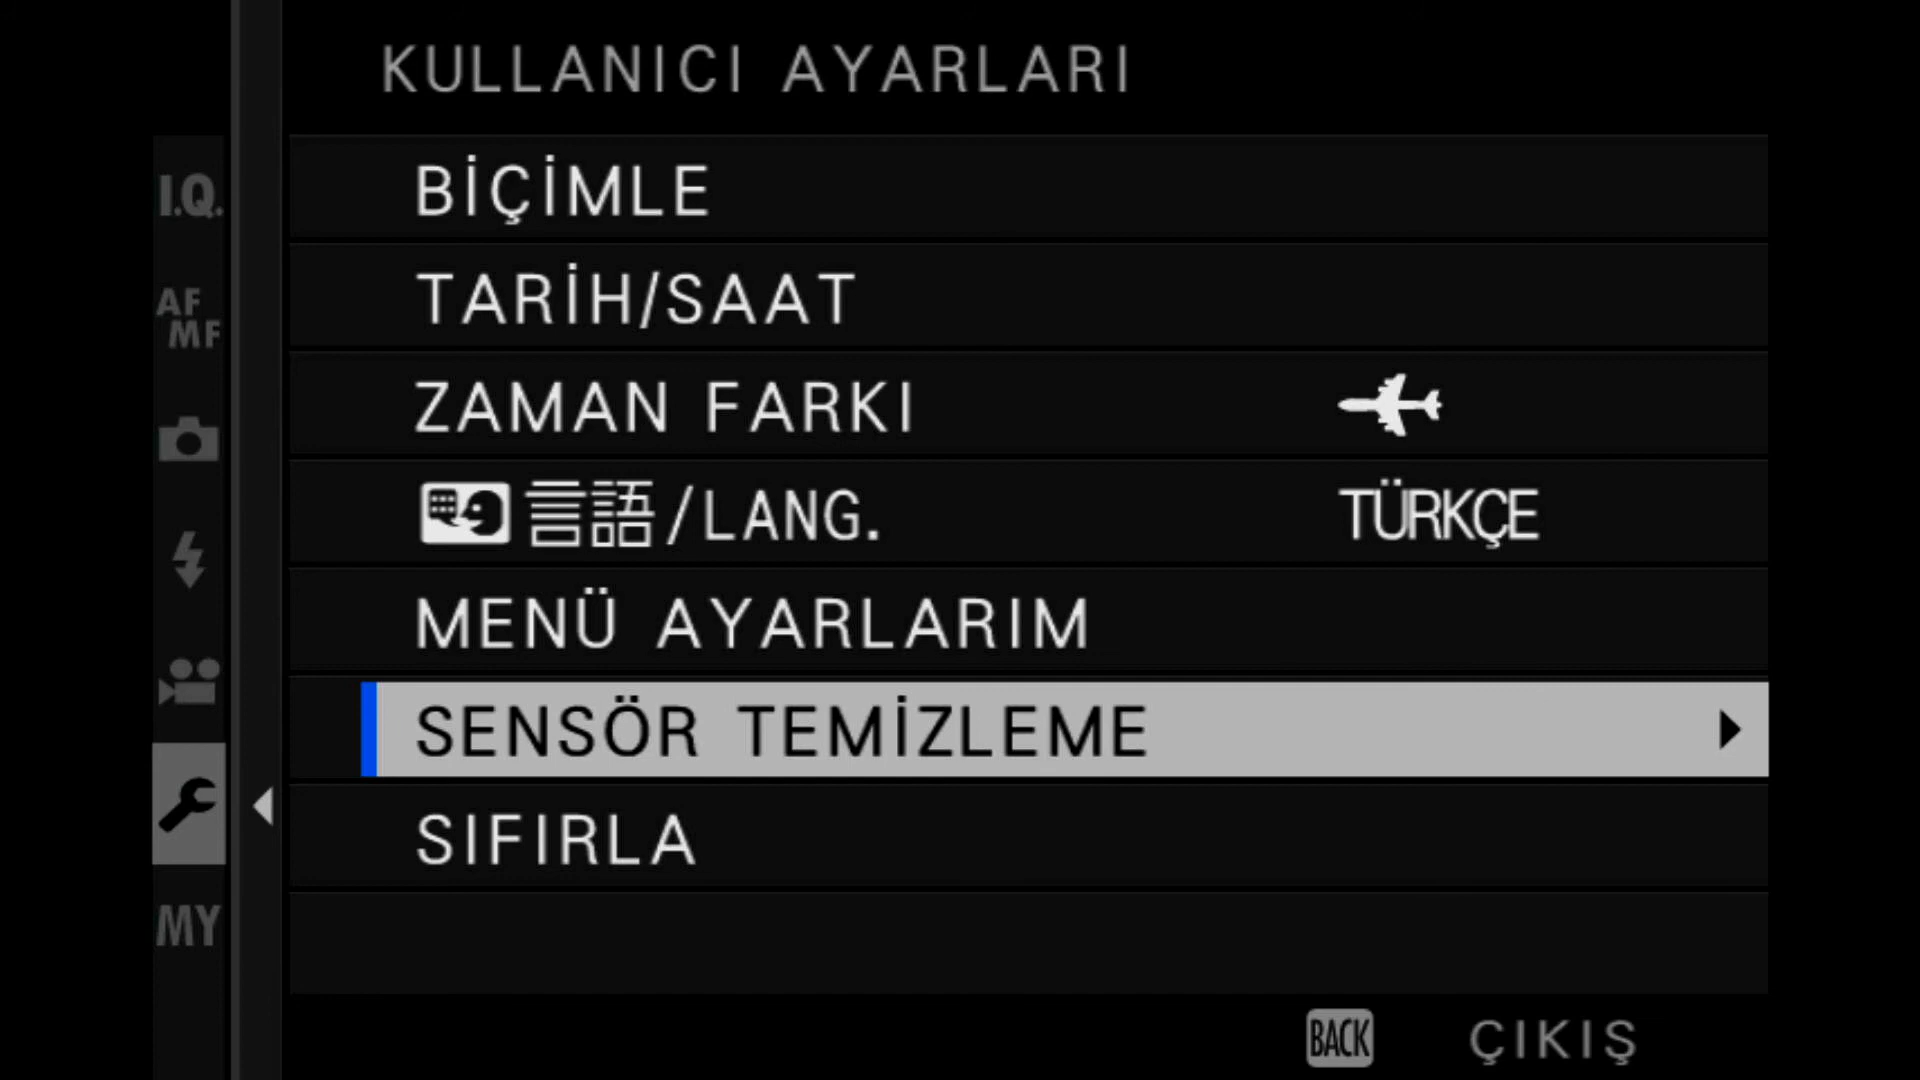 KULLANICI AYARLARI
I.Q.
BİÇİMLE
AF
MF
TARİH/SAAT
ZAMAN FARKI
言語/LANG. TÜRKÇE
MENÜ AYARLARIM
SENSÖR TEMİZLEME
SIFIRLA
MY
BACK ÇIKIŞ